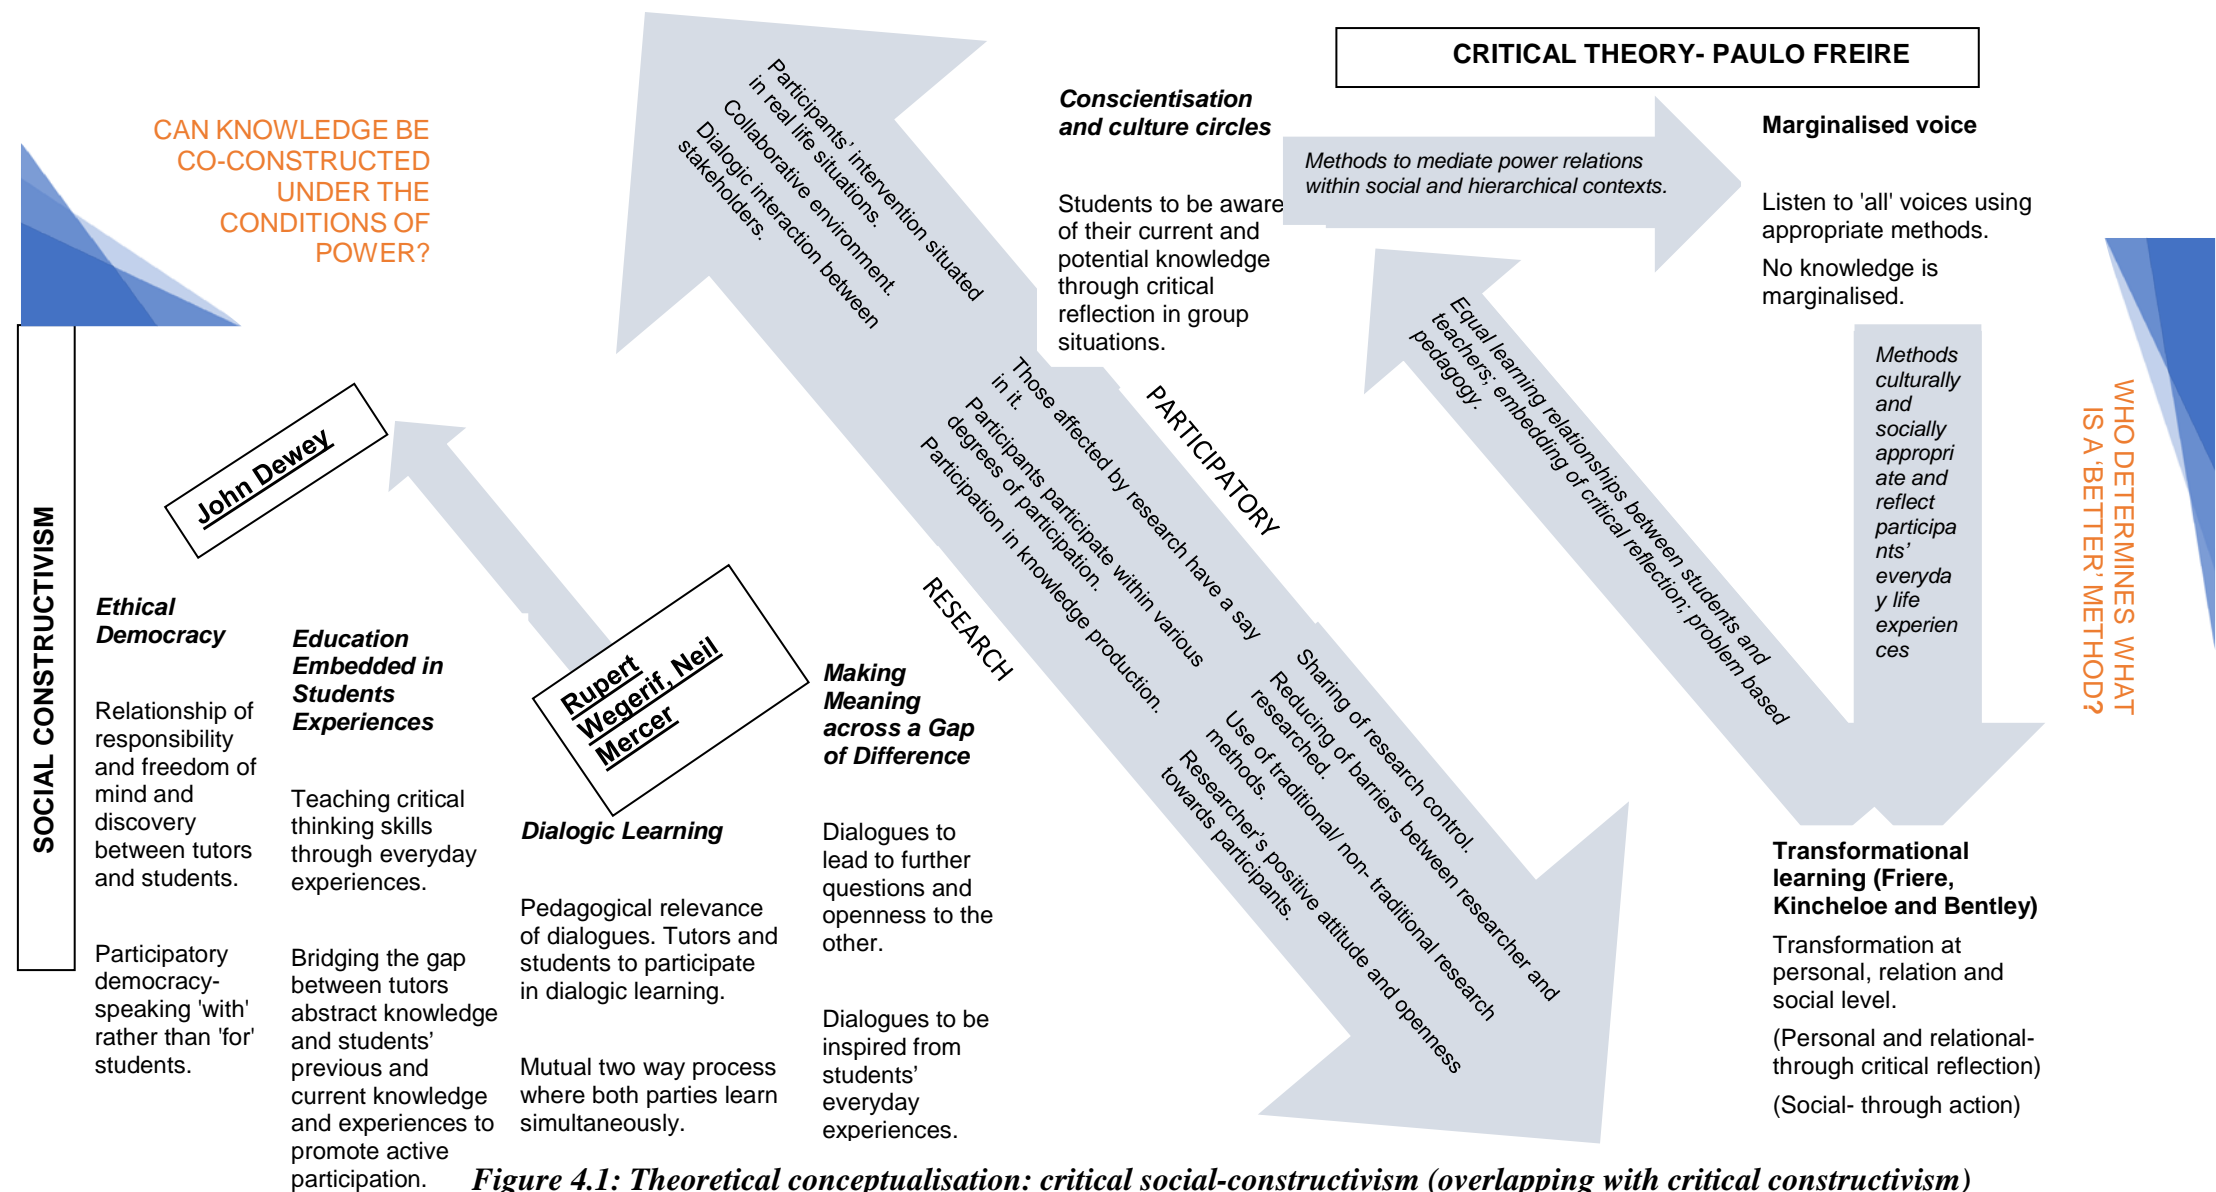 CRITICAL THEORY- PAULO FREIRE
CAN KNOWLEDGE BE
CO-CONSTRUCTED
UNDER THE
CONDITIONS OF
POWER?
SOCIAL CONSTRUCTIVISM
John Dewey
Ethical
Democracy
Relationship of
responsibility
and freedom of
mind and
discovery
between tutors
and students.
Participatory
democracy-
speaking 'with'
rather than 'for'
students.
Education
Embedded in
Students
Experiences
Teaching critical
thinking skills
through everyday
experiences.
Bridging the gap
between tutors
abstract knowledge
and students'
previous and
current knowledge
and experiences to
promote active
participation.
Rupert
Wegerif, Neil
Mercer
Dialogic Learning
Pedagogical relevance
of dialogues. Tutors and
students to participate
in dialogic learning.
Mutual two way process
where both parties learn
simultaneously.
Making
Meaning
across a Gap
of Difference
Dialogues to
lead to further
questions and
openness to the
other.
Dialogues to be
inspired from
students'
everyday
experiences.
Participants' intervention situated
in real life situations.
Collaborative environment.
Dialogic interaction between
stakeholders.
Those affected by research have a say
in it.
Participants participate within various
degrees of participation.
Participation in knowledge production.
Sharing of research control.
Reducing of barriers between researcher and
researched.
Use of traditional/ non- traditional research
methods.
Researcher's positive attitude and openness
towards participants.
PARTICIPATORY
RESEARCH
Conscientisation
and culture circles
Students to be aware
of their current and
potential knowledge
through critical
reflection in group
situations.
Methods to mediate power relations
within social and hierarchical contexts.
Marginalised voice
Listen to 'all' voices using
appropriate methods.
No knowledge is
marginalised.
Equal learning relationships between students and
teachers; embedding of critical reflection; problem based
pedagogy.
Methods
culturally
and
socially
appropri
ate and
reflect
participa
nts'
everyda
y life
experien
ces
WHO DETERMINES WHAT
IS A 'BETTER' METHOD?
Transformational
learning (Friere,
Kincheloe and Bentley)
Transformation at
personal, relation and
social level.
(Personal and relational-
through critical reflection)
(Social- through action)
Figure 4.1: Theoretical conceptualisation: critical social-constructivism (overlapping with critical constructivism)